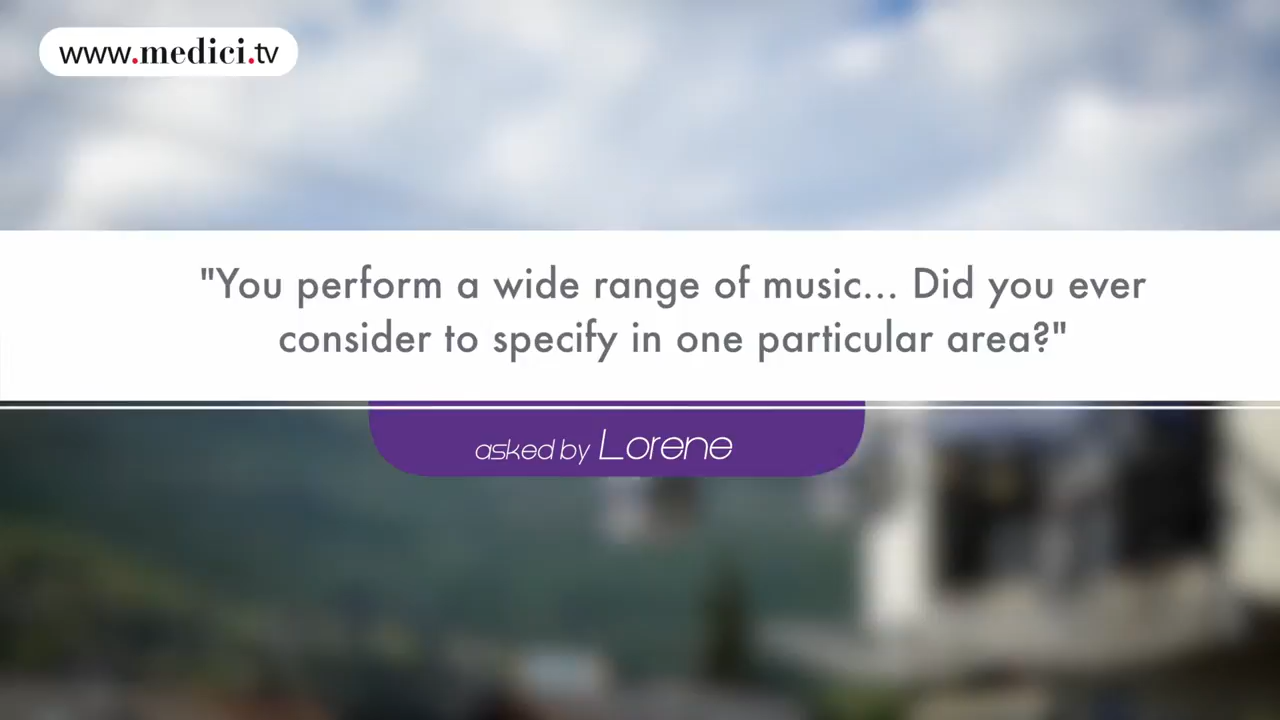 www.medici.tv
"You perform a wide range of music... Did you ever
consider to specify in one particular area?"
asked by Lorene